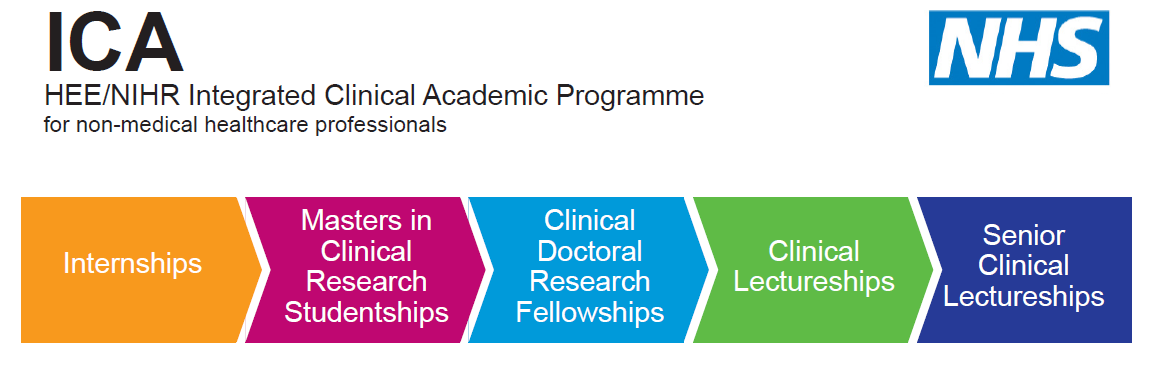 ICA
NHS
HEE/NIHR Integrated Clinical Academic Programme
for non-medical healthcare professionals
Internships
Masters in
Clinical
Research
Studentships
Clinical
Doctoral
Research
Fellowships
Clinical
Lectureships
Senior
Clinical
Lectureships